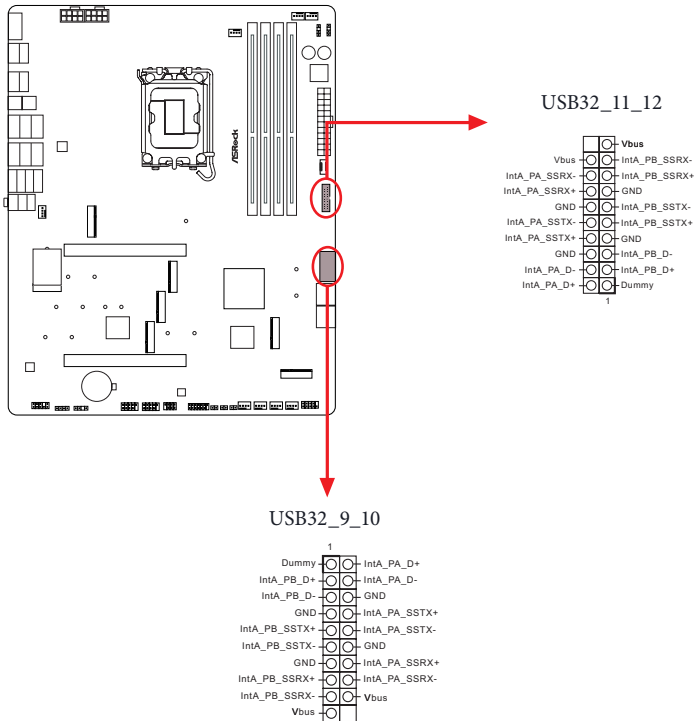 USB32_11_12
Vbus
Vbus IntA_PB_SSRX-
IntA_PA_SSRX- IntA_PB_SSRX+
IntA_PA_SSRX+ GND
GND IntA_PB_SSTX-
IntA_PA_SSTX- IntA_PB_SSTX+
IntA_PA_SSTX+ GND
GND IntA_PB_D-
IntA_PA_D- IntA_PB_D+
IntA_PA_D+ Dummy
1
ASRock
USB32_9_10
1
Dummy IntA_PA_D+
IntA_PB_D+ IntA_PA_D-
IntA_PB_D- GND
GND IntA_PA_SSTX+
IntA_PB_SSTX+ IntA_PA_SSTX-
IntA_PB_SSTX- GND
GND IntA_PA_SSRX+
IntA_PB_SSRX+ IntA_PA_SSRX-
IntA_PB_SSRX- Vbus
Vbus